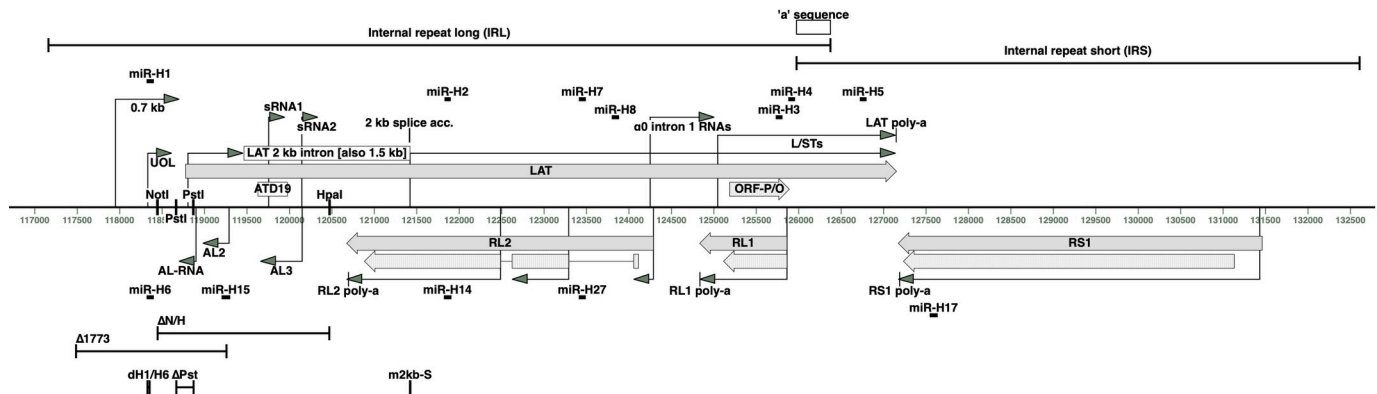 'a' sequence
Internal repeat long (IRL)
Internal repeat short (IRS)
miR-H1
miR-H2
miR-H7
miR-H4
miR-H5
0.7 kb
sRNA1
miR-H8
miR-H3
sRNA2
2 kb splice acc.
α0 intron 1 RNAs
LAT poly-a
L/STs
UOL
LAT 2 kb intron [also 1.5 kb]
LAT
NotI
PstI
ATD19
HpaI
ORF-P/O
117000 117500 118000 PstI 119000 119500 120000 120500 121000 121500 122000 122500 123000 123500 124000 124500 125000 125500 126000 126500 127000 127500 128000 128500 129000 129500 130000 130500 131000 131500 132000 132500
AL2
RL2
RL1
RS1
AL-RNA
AL3
miR-H6
miR-H15
RL2 poly-a
miR-H14
miR-H27
RL1 poly-a
RS1 poly-a
miR-H17
ΔN/H
Δ1773
dH1/H6
ΔPst
m2kb-S